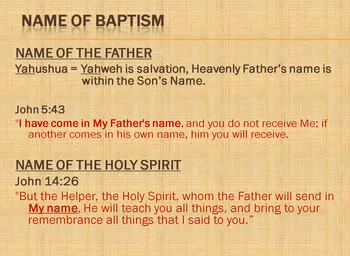 NAME OF BAPTISM
NAME OF THE FATHER
Yahushua = Yahweh is salvation, Heavenly Father's name is
within the Son's Name.
John 5:43
"I have come in My Father's name, and you do not receive Me; if
another comes in his own name, him you will receive.
NAME OF THE HOLY SPIRIT
John 14:26
"But the Helper, the Holy Spirit, whom the Father will send in
My name, He will teach you all things, and bring to your
remembrance all things that I said to you."